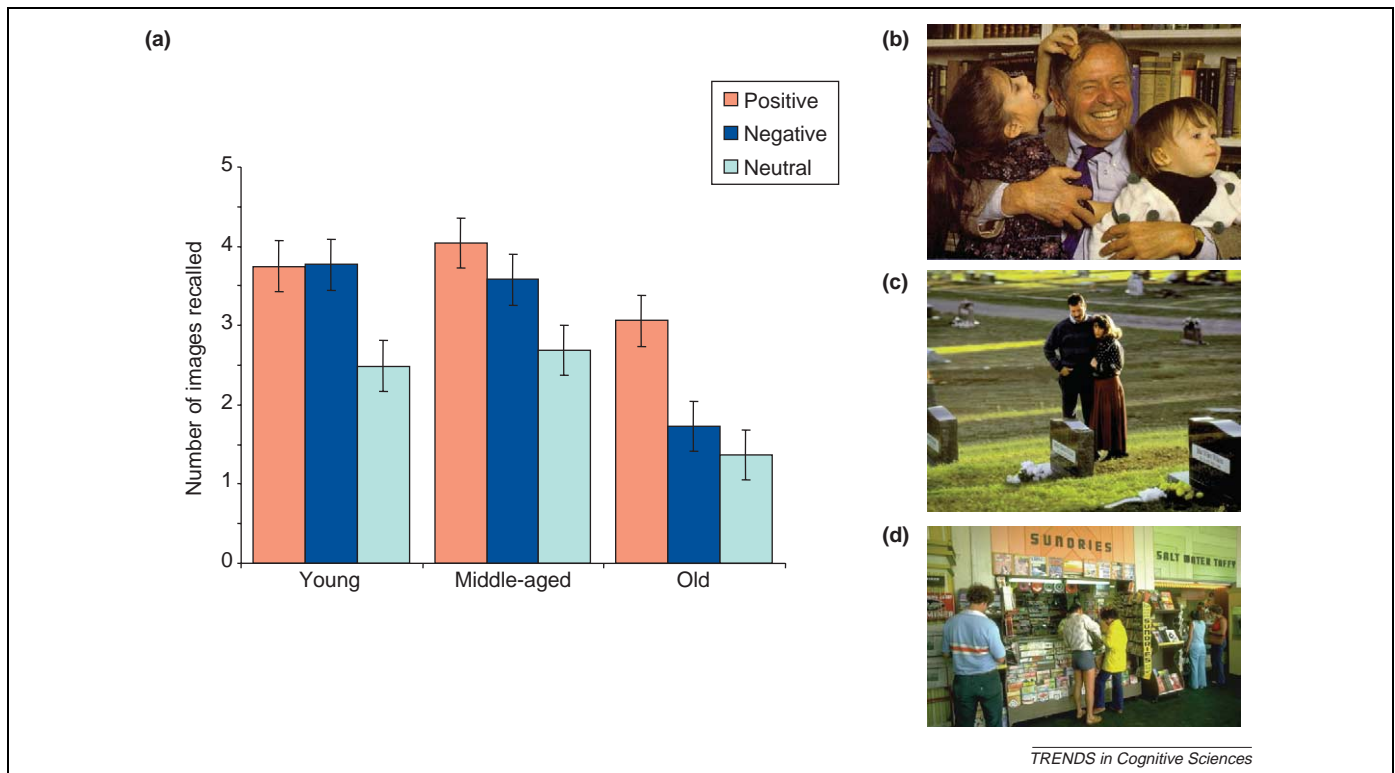 (a)
Positive
Negative
Neutral
Number of images recalled
5
4
3
2
1
0
Young
Middle-aged
Old
(b)
(c)
(d)
SUNDRIES
SALT WATER TAFFY
SUNDRIES
TRENDS in Cognitive Sciences